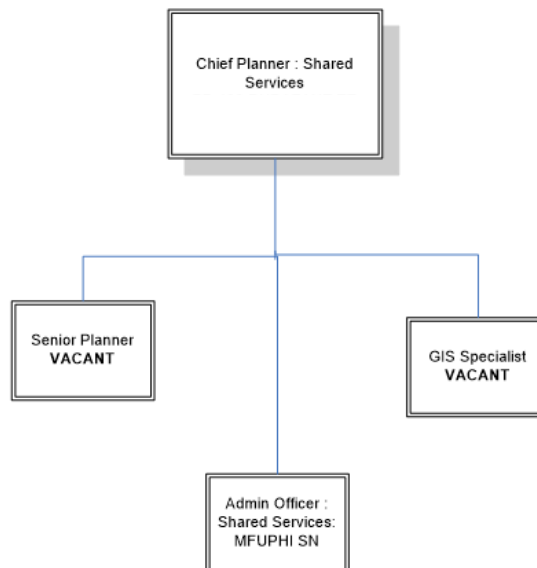 Chief Planner : Shared
Services
Senior Planner
VACANT
GIS Specialist
VACANT
Admin Officer :
Shared Services:
MFUPHI SN